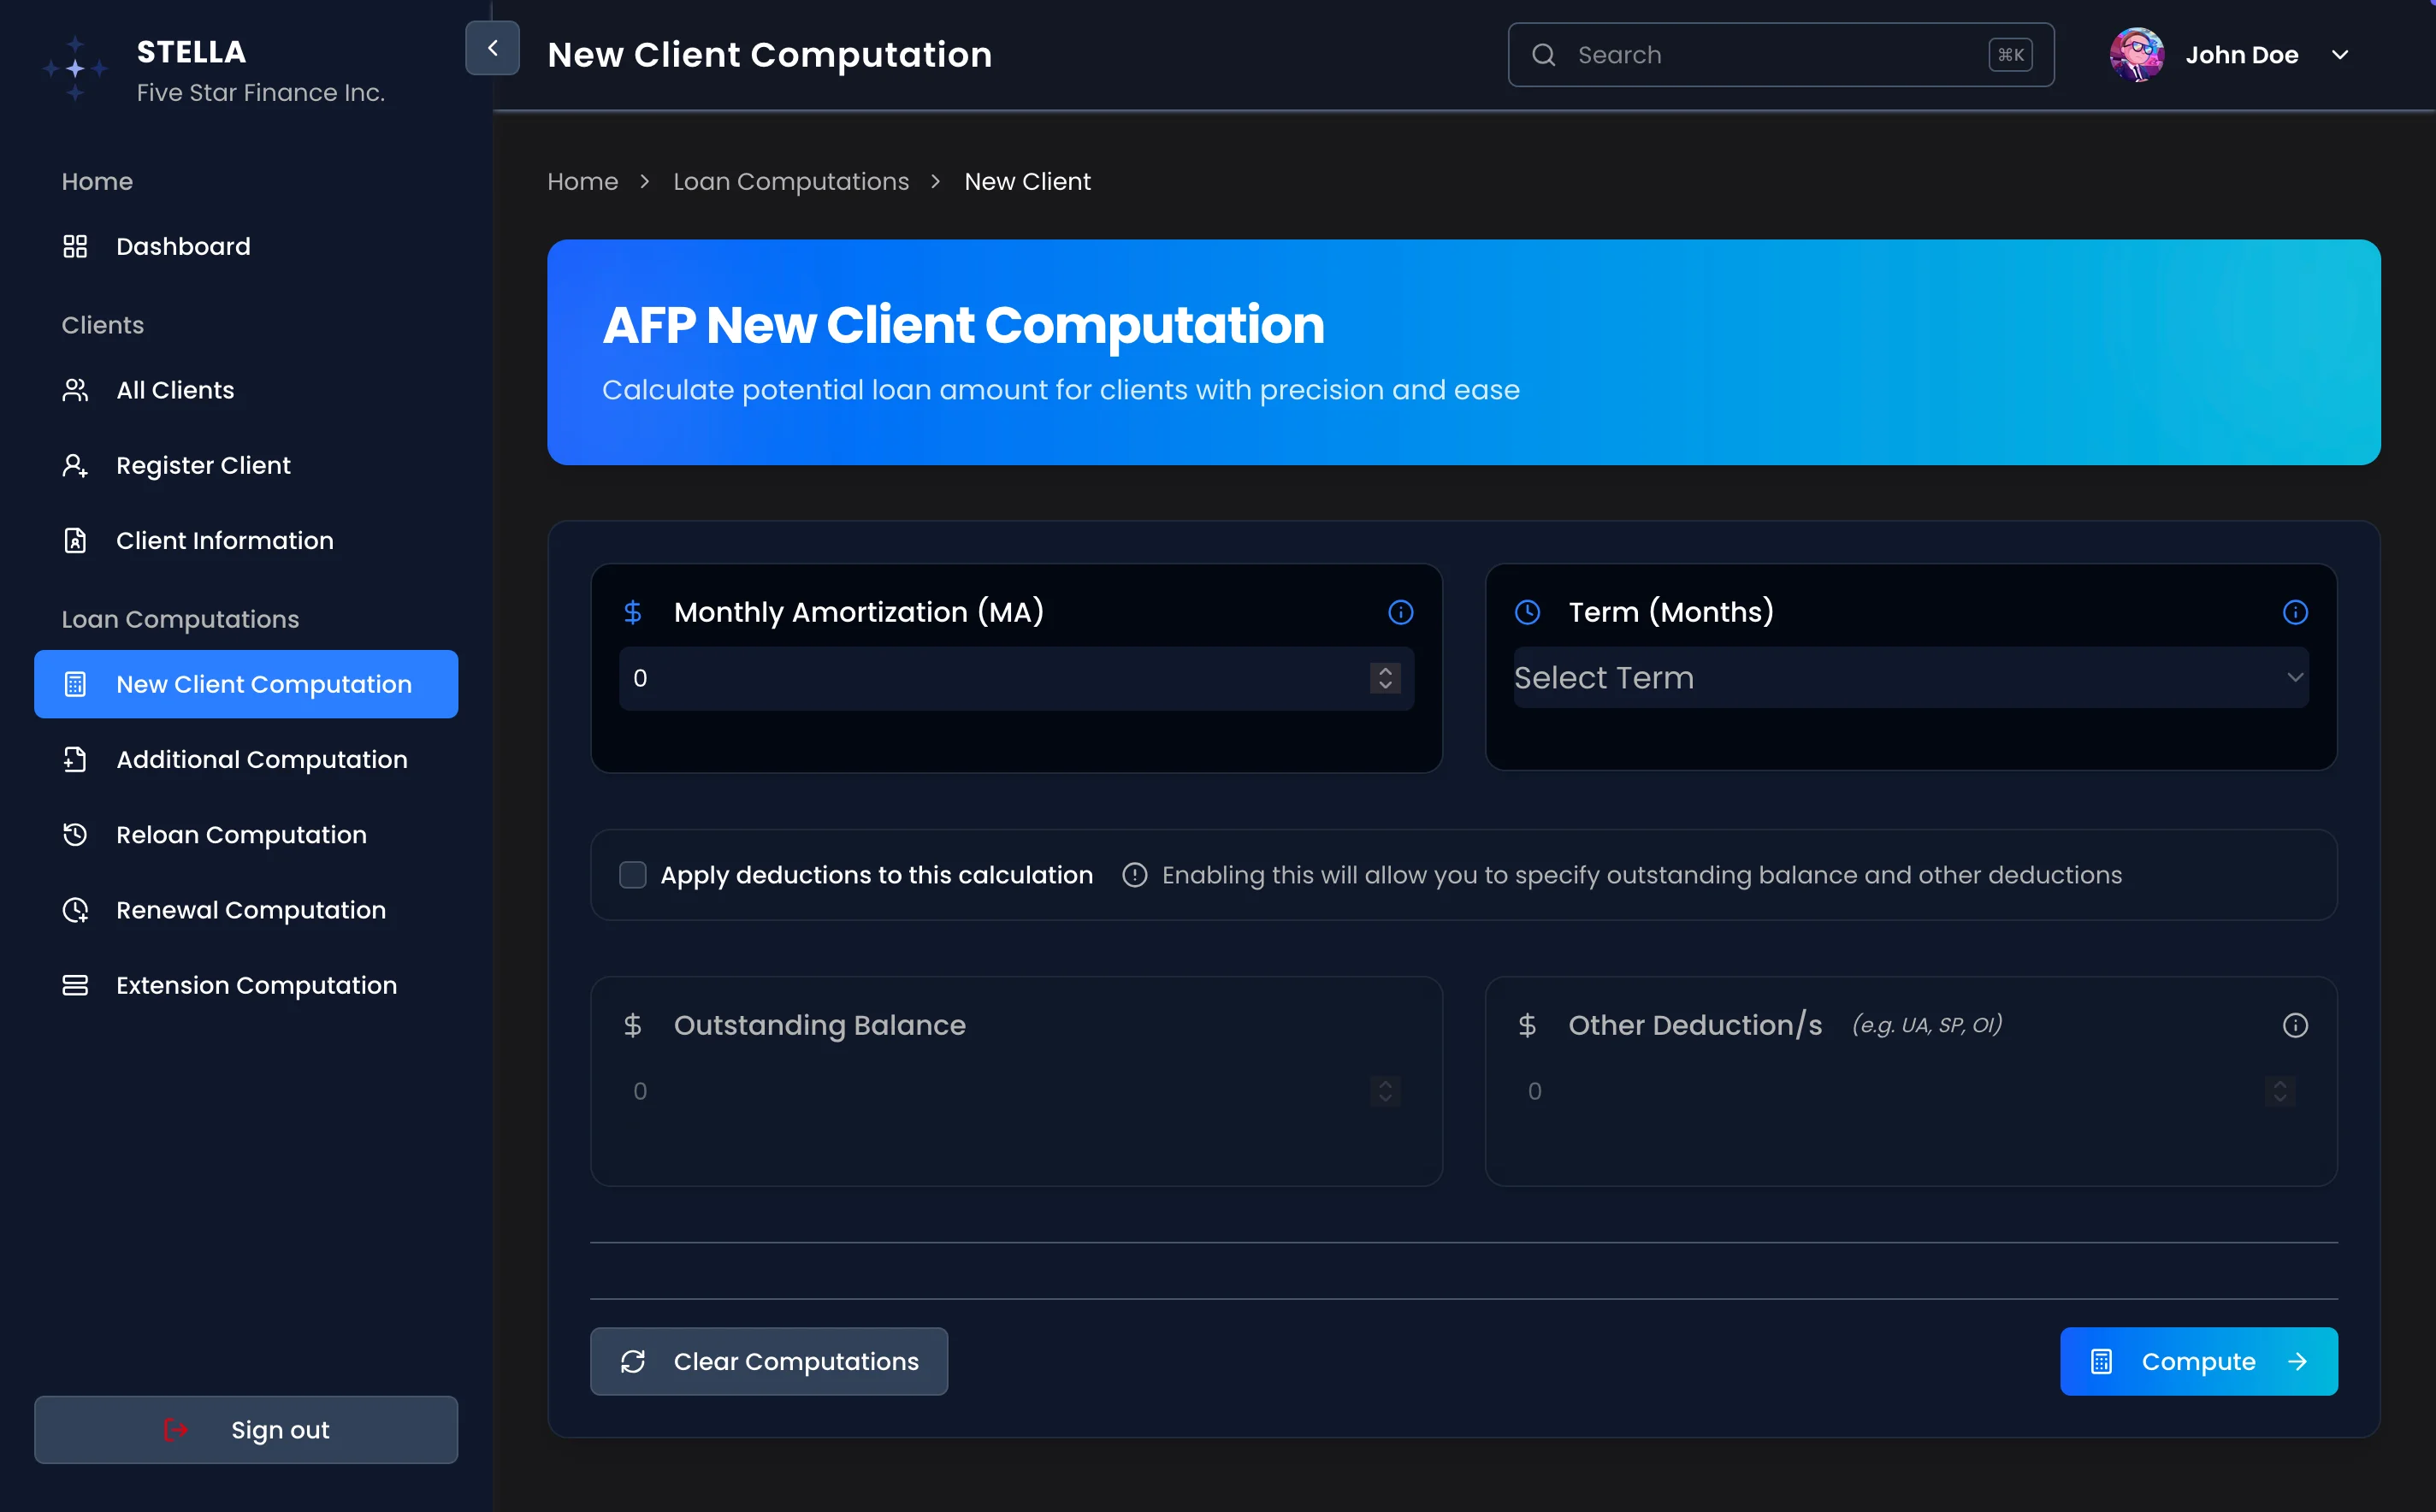 STELLA
Five Star Finance Inc.
Home
Dashboard
Clients
All Clients
Register Client
Client Information
Loan Computations
New Client Computation
Additional Computation
Reloan Computation
Renewal Computation
Extension Computation
Sign out
New Client Computation
Search
⌘K
John Doe
Home > Loan Computations > New Client
AFP New Client Computation
Calculate potential loan amount for clients with precision and ease
Monthly Amortization (MA)
0
Term (Months)
Select Term
Apply deductions to this calculation
Enabling this will allow you to specify outstanding balance and other deductions
Outstanding Balance
0
Other Deduction/s (e.g. UA, SP, OI)
0
Clear Computations
Compute